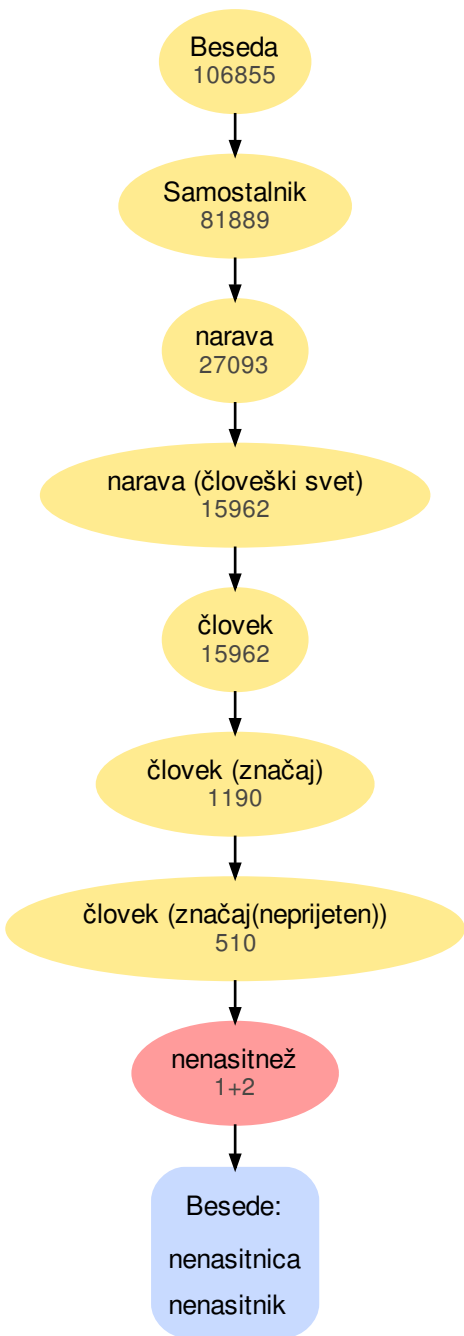 Beseda
106855
Samostalnik
81889
narava
27093
narava (človeški svet)
15962
človek
15962
človek (značaj)
1190
človek (značaj(neprijeten))
510
nenasitnež
1+2
Besede:
nenasitnica
nenasitnik